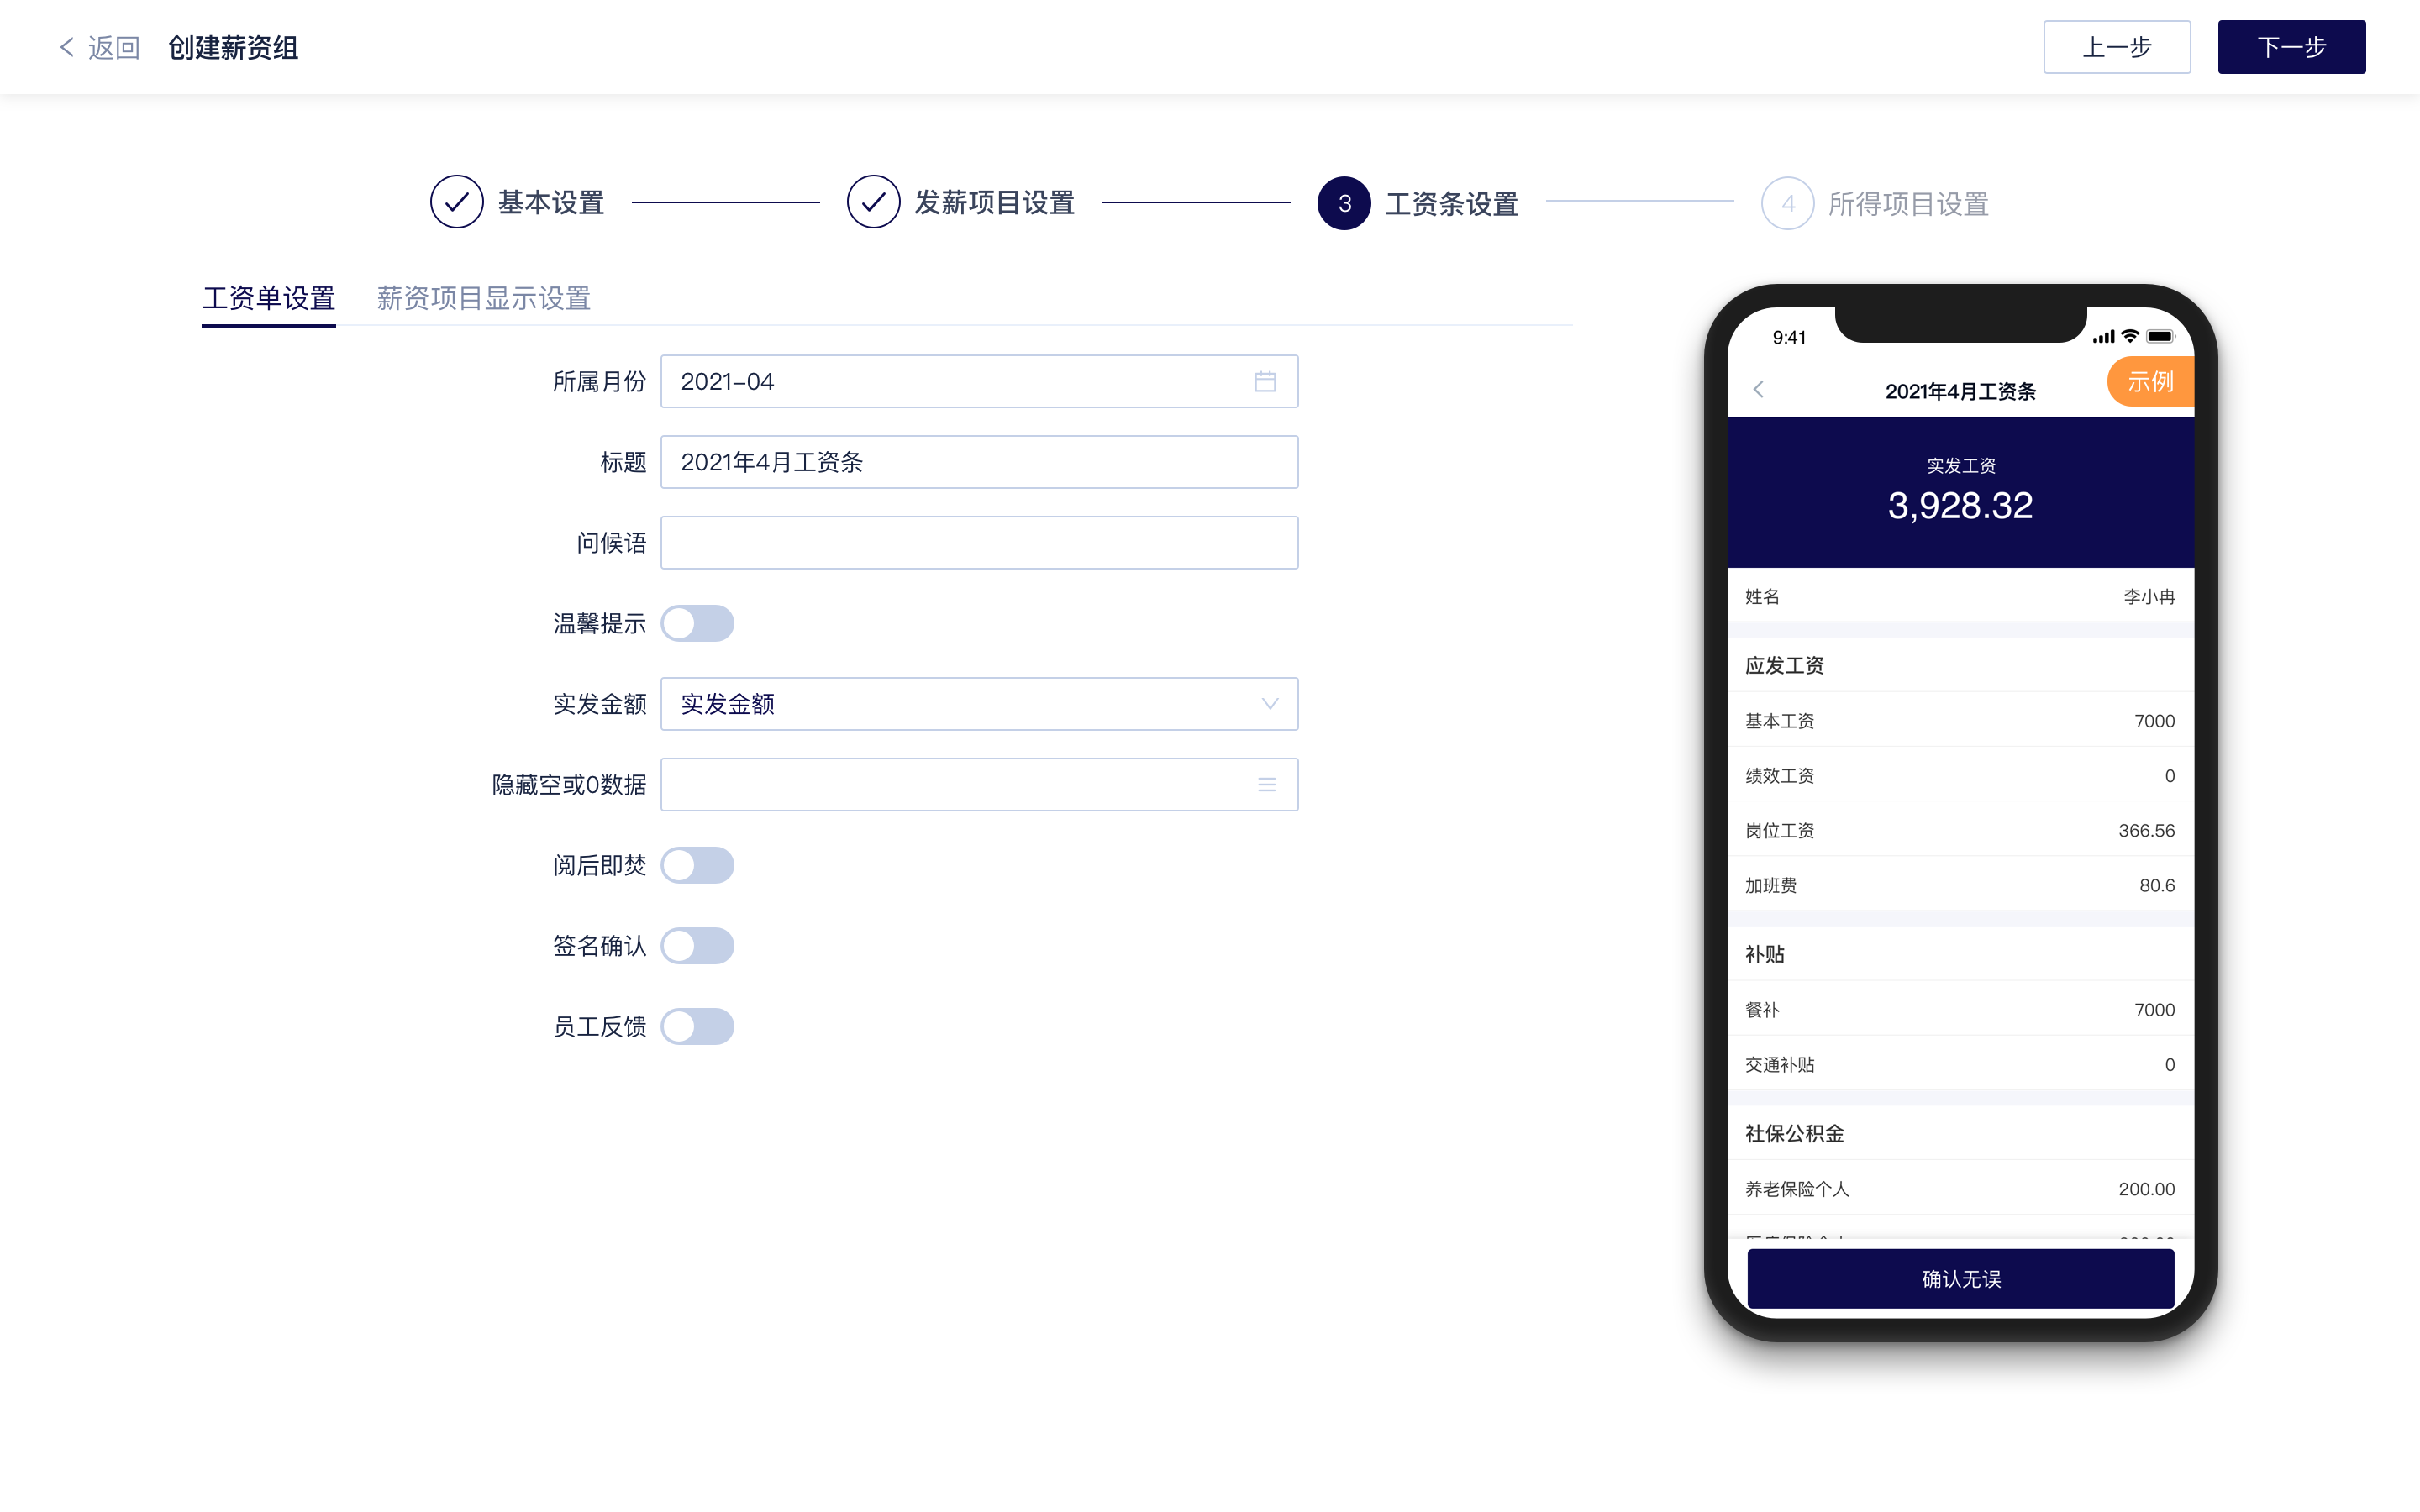 返回 创建薪资组 上一步 下一步
基本设置 发薪项目设置 3 工资条设置 4 所得项目设置
工资单设置 薪资项目显示设置
所属月份 2021-04
标题 2021年4月工资条
问候语
温馨提示
实发金额 实发金额
隐藏空或0数据
阅后即焚
签名确认
员工反馈
9:41
示例
2021年4月工资条
实发工资
3,928.32
姓名 李小冉
应发工资
基本工资 7000
绩效工资 0
岗位工资 366.56
加班费 80.6
补贴
餐补 7000
交通补贴 0
社保公积金
养老保险个人 200.00
确认无误